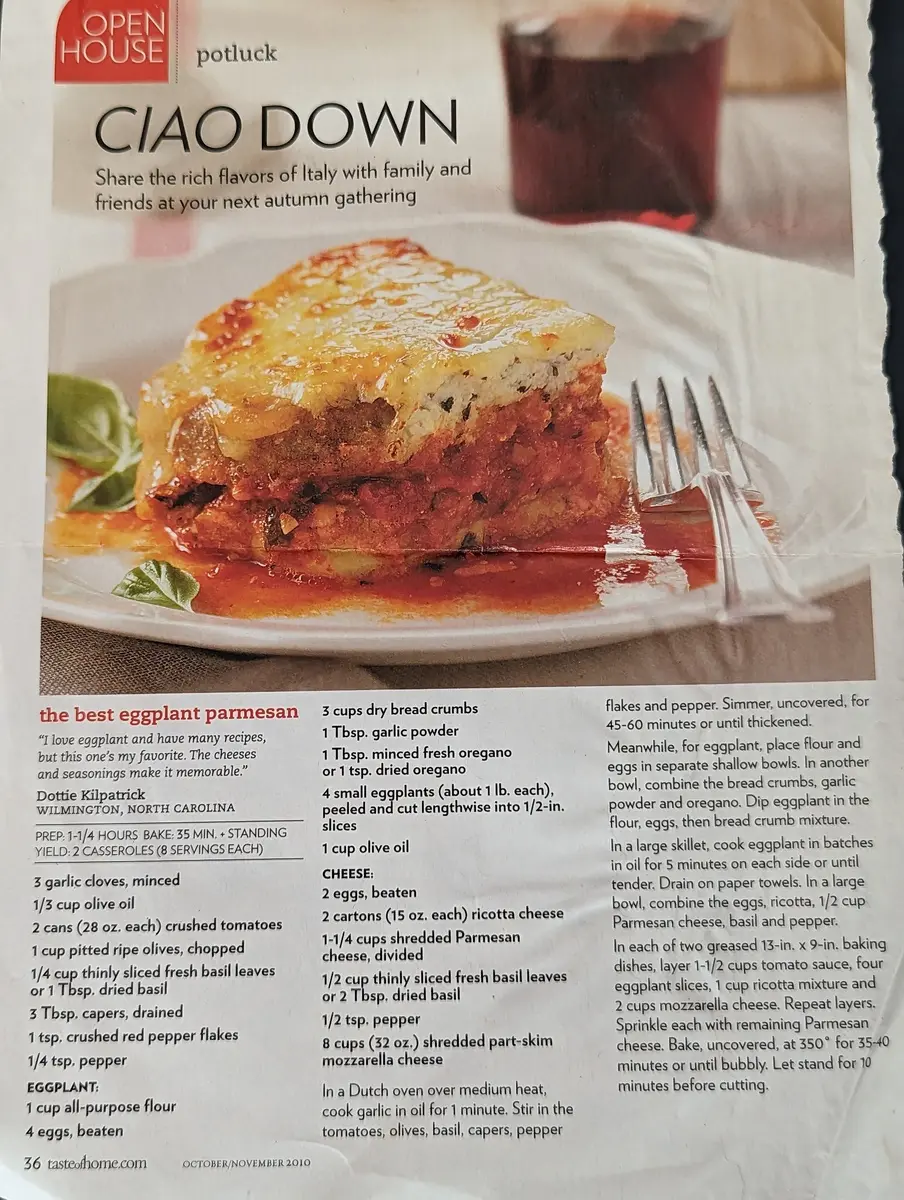 OPEN
HOUSE
potluck
CIAO DOWN
Share the rich flavors of Italy with family and
friends at your next autumn gathering
the best eggplant parmesan
"I love eggplant and have many recipes,
but this one's my favorite. The cheeses
and seasonings make it memorable."
Dottie Kilpatrick
WILMINGTON, NORTH CAROLINA
PREP: 1-1/4 HOURS BAKE: 35 MIN. + STANDING
YIELD: 2 CASSEROLES (8 SERVINGS EACH)
3 garlic cloves, minced
1/3 cup olive oil
2 cans (28 oz. each) crushed tomatoes
1 cup pitted ripe olives, chopped
1/4 cup thinly sliced fresh basil leaves
or 1 Tbsp. dried basil
3 Tbsp. capers, drained
1 tsp. crushed red pepper flakes
1/4 tsp. pepper
EGGPLANT:
1 cup all-purpose flour
4 eggs, beaten
3 cups dry bread crumbs
1 Tbsp. garlic powder
1 Tbsp. minced fresh oregano
or 1 tsp. dried oregano
4 small eggplants (about 1 lb. each),
peeled and cut lengthwise into 1/2-in.
slices
1 cup olive oil
CHEESE:
2 eggs, beaten
2 cartons (15 oz. each) ricotta cheese
1-1/4 cups shredded Parmesan
cheese, divided
1/2 cup thinly sliced fresh basil leaves
or 2 Tbsp. dried basil
1/2 tsp. pepper
8 cups (32 oz.) shredded part-skim
mozzarella cheese
In a Dutch oven over medium heat,
cook garlic in oil for 1 minute. Stir in the
tomatoes, olives, basil, capers, pepper
flakes and pepper. Simmer, uncovered, for
45-60 minutes or until thickened.
Meanwhile, for eggplant, place flour and
eggs in separate shallow bowls. In another
bowl, combine the bread crumbs, garlic
powder and oregano. Dip eggplant in the
flour, eggs, then bread crumb mixture.
In a large skillet, cook eggplant in batches
in oil for 5 minutes on each side or until
tender. Drain on paper towels. In a large
bowl, combine the eggs, ricotta, 1/2 cup
Parmesan cheese, basil and pepper.
In each of two greased 13-in. x 9-in. baking
dishes, layer 1-1/2 cups tomato sauce, four
eggplant slices, 1 cup ricotta mixture and
2 cups mozzarella cheese. Repeat layers.
Sprinkle each with remaining Parmesan
cheese. Bake, uncovered, at 350° for 35-40
minutes or until bubbly. Let stand for 10
minutes before cutting.
36 tasteofhome.com OCTOBER/NOVEMBER 2010